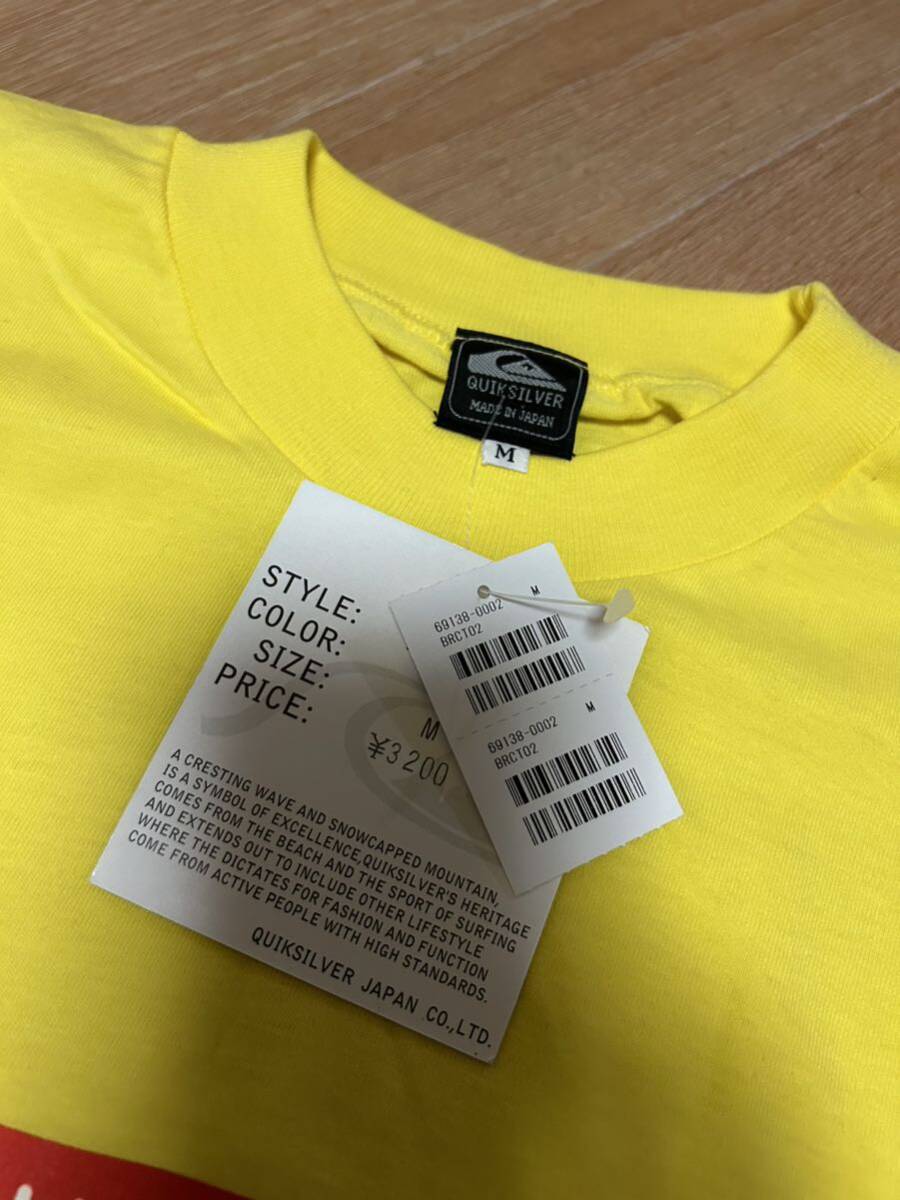 QUIKSILVER
MADE IN JAPAN
M
STYLE:
COLOR:
SIZE:
PRICE:
M
¥3200
A CRESTING WAVE AND SNOWCAPPED MOUNTAIN,
IS A SYMBOL OF EXCELLENCE,QUIKSILVER'S HERITAGE
COMES FROM THE BEACH AND THE SPORT OF SURFING
AND EXTENDS OUT TO INCLUDE OTHER LIFESTYLE
WHERE THE DICTATES FOR FASHION AND FUNCTION
COME FROM ACTIVE PEOPLE WITH HIGH STANDARDS.
QUIKSILVER JAPAN CO.,LTD.
M
69138-0002
BRCT02
69138-0002 M
BRCT02